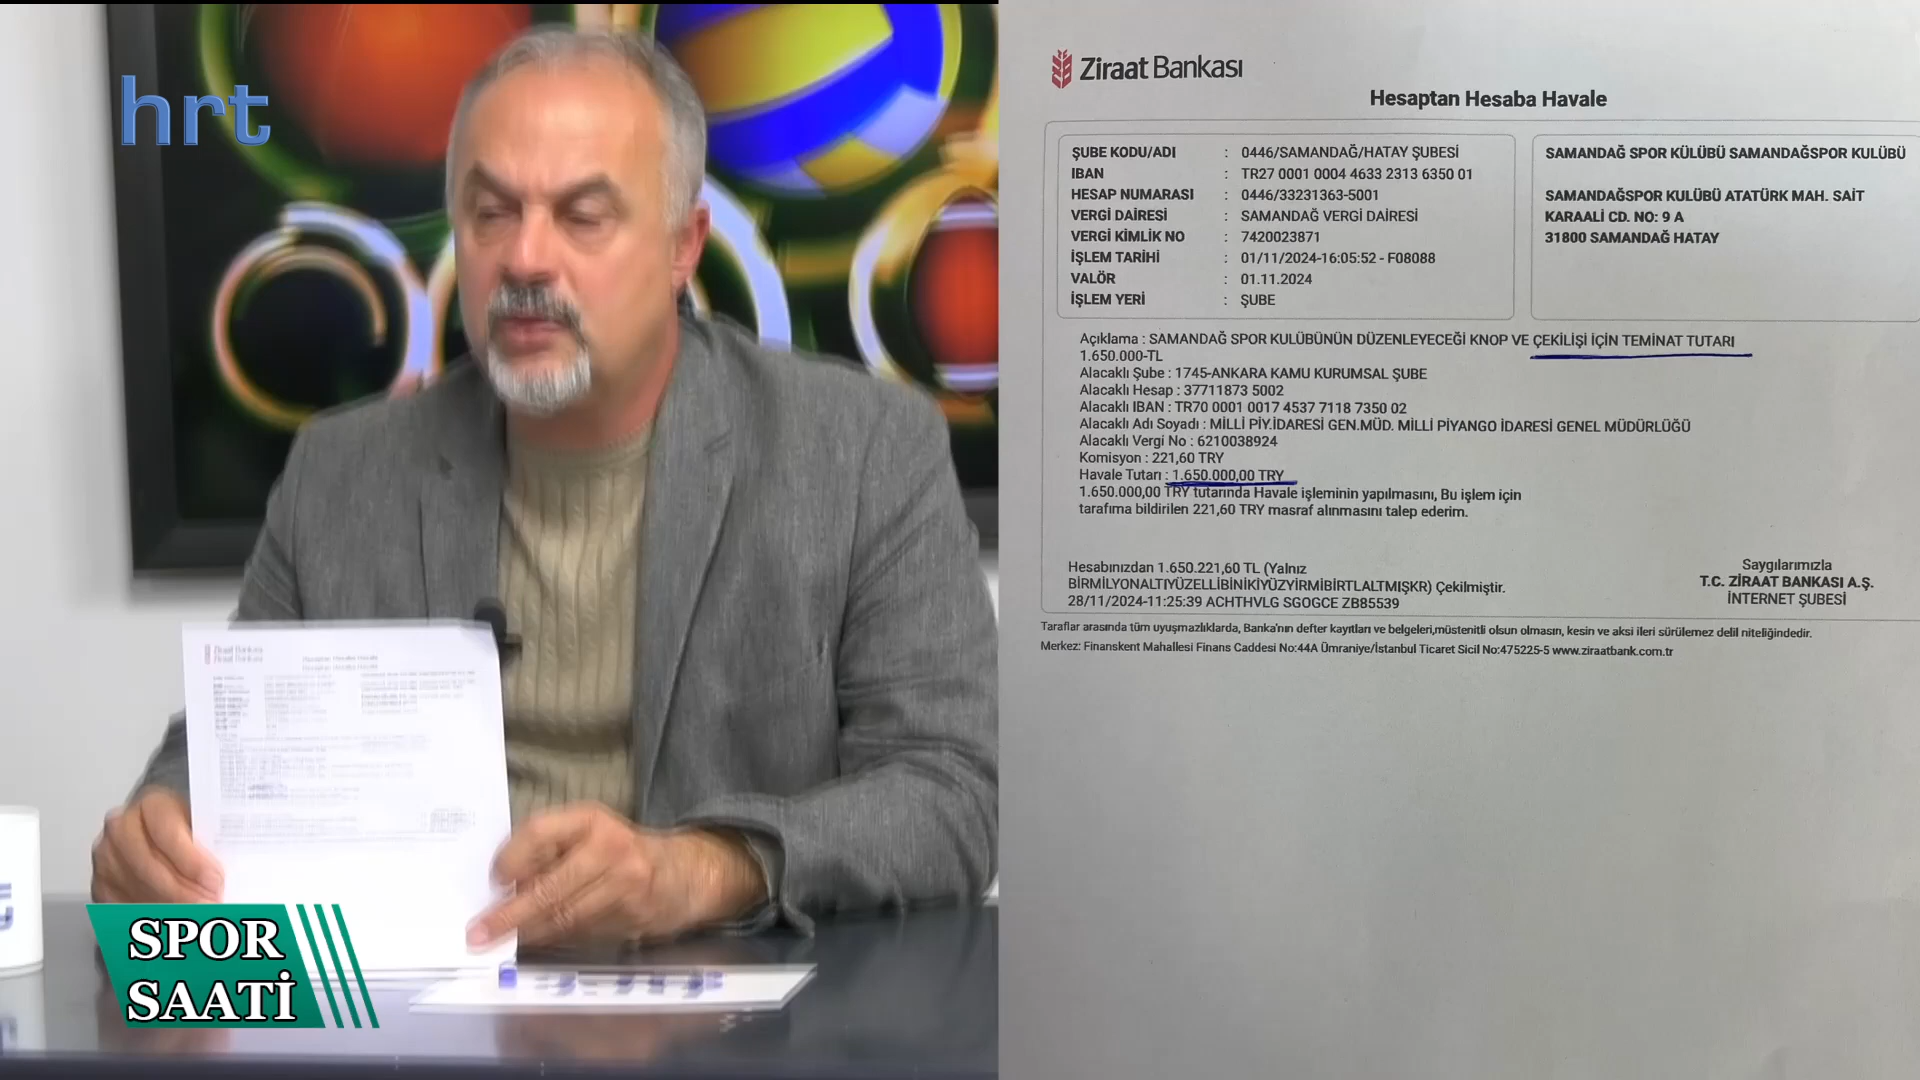 hrt
SPOR
SAATİ
Ziraat Bankası
Hesaptan Hesaba Havale
ŞUBE KODU/ADI : 0446/SAMANDAĞ/HATAY ŞUBESİ
IBAN : TR27 0001 0004 4633 2313 6350 01
HESAP NUMARASI : 0446/33231363-5001
VERGİ DAİRESİ : SAMANDAĞ VERGİ DAİRESİ
VERGİ KİMLİK NO : 7420023871
İŞLEM TARİHİ : 01/11/2024-16:05:52 - F08088
VALÖR : 01.11.2024
İŞLEM YERİ : ŞUBE
SAMANDAĞ SPOR KÜLÜBÜ SAMANDAĞSPOR KULÜBÜ
SAMANDAĞSPOR KULÜBÜ ATATÜRK MAH. SAİT
KARAALİ CD. NO: 9 A
31800 SAMANDAĞ HATAY
Açıklama : SAMANDAĞ SPOR KULÜBÜNÜN DÜZENLEYECEĞİ KNOP VE ÇEKİLİŞİ İÇİN TEMİNAT TUTARI
1.650.000-TL
Alacaklı Şube : 1745-ANKARA KAMU KURUMSAL ŞUBE
Alacaklı Hesap : 37711873 5002
Alacaklı IBAN : TR70 0001 0017 4537 7118 7350 02
Alacaklı Adı Soyadı : MİLLİ PİY.İDARESİ GEN.MÜD. MİLLİ PİYANGO İDARESİ GENEL MÜDÜRLÜĞÜ
Alacaklı Vergi No : 6210038924
Komisyon : 221,60 TRY
Havale Tutarı : 1.650.000,00 TRY
1.650.000,00 TRY tutarında Havale işleminin yapılmasını, Bu işlem için
tarafıma bildirilen 221,60 TRY masraf alınmasını talep ederim.
Hesabınızdan 1.650.221,60 TL (Yalnız
BİRMİLYONALTIYÜZELLİBİNİKİYÜZYİRMİBİRTLALTMIŞKR) Çekilmiştir.
28/11/2024-11:25:39 ACHTHVLG SGOGCE ZB85539
Saygılarımızla
T.C. ZİRAAT BANKASI A.Ş.
İNTERNET ŞUBESİ
Taraflar arasında tüm uyuşmazlıklarda, Banka'nın defter kayıtları ve belgeleri,müstenitli olsun olmasın, kesin ve aksi ileri sürülemez delil niteliğindedir.
Merkez: Finanskent Mahallesi Finans Caddesi No:44A Ümraniye/İstanbul Ticaret Sicil No:475225-5 www.ziraatbank.com.tr